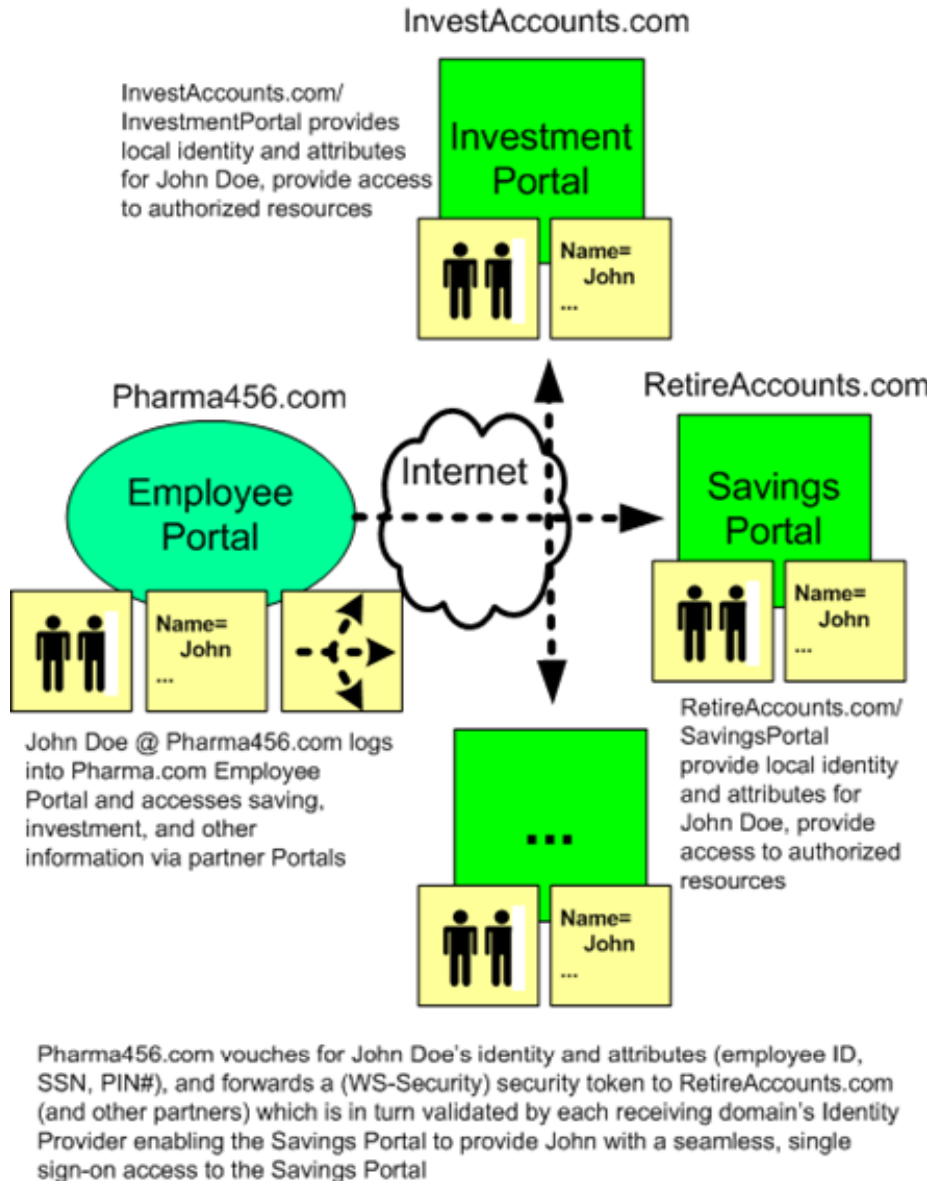 InvestAccounts.com
InvestAccounts.com/
InvestmentPortal provides
local identity and attributes
for John Doe, provide access
to authorized resources
Investment
Portal
Name=
John
...
Pharma456.com
Employee
Portal
Name=
John
...
John Doe @ Pharma456.com logs
into Pharma.com Employee
Portal and accesses saving,
investment, and other
information via partner Portals
Internet
RetireAccounts.com
Savings
Portal
Name=
John
...
RetireAccounts.com/
SavingsPortal
provide local identity
and attributes for
John Doe, provide
access to authorized
resources
...
Name=
John
...
Pharma456.com vouches for John Doe's identity and attributes (employee ID,
SSN, PIN#), and forwards a (WS-Security) security token to RetireAccounts.com
(and other partners) which is in turn validated by each receiving domain's Identity
Provider enabling the Savings Portal to provide John with a seamless, single
sign-on access to the Savings Portal